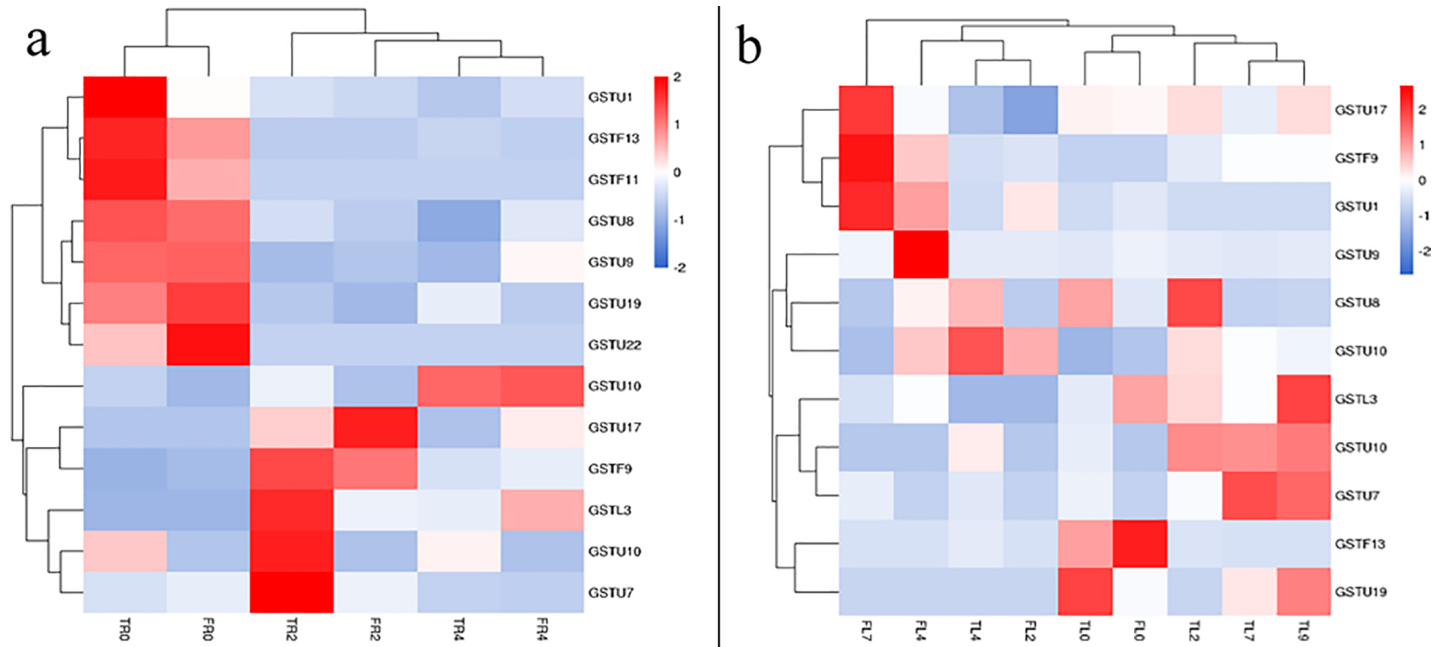 a
2
1
0
-1
-2
GSTU1
GSTF13
GSTF11
GSTU8
GSTU9
GSTU19
GSTU22
GSTU10
GSTU17
GSTF9
GSTL3
GSTU10
GSTU7
TR0 FR0 TR2 FR2 TR4 FR4
b
2
1
0
-1
-2
GSTU17
GSTF9
GSTU1
GSTU9
GSTU8
GSTU10
GSTL3
GSTU10
GSTU7
GSTF13
GSTU19
FL7 FL4 TL4 FL2 TL0 FL0 TL2 TL7 TL9